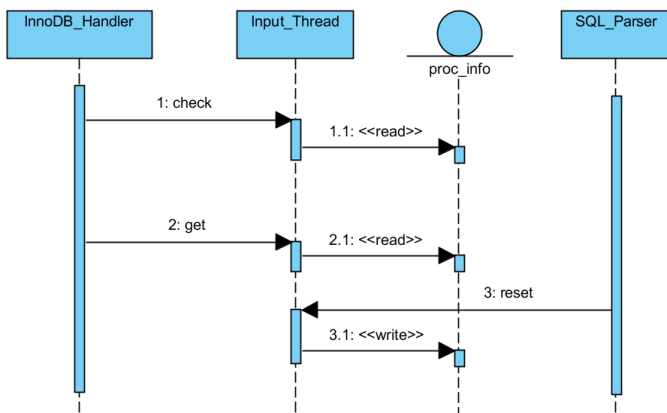 InnoDB_Handler
Input_Thread
proc_info
SQL_Parser
1: check
1.1: <<read>>
2: get
2.1: <<read>>
3: reset
3.1: <<write>>